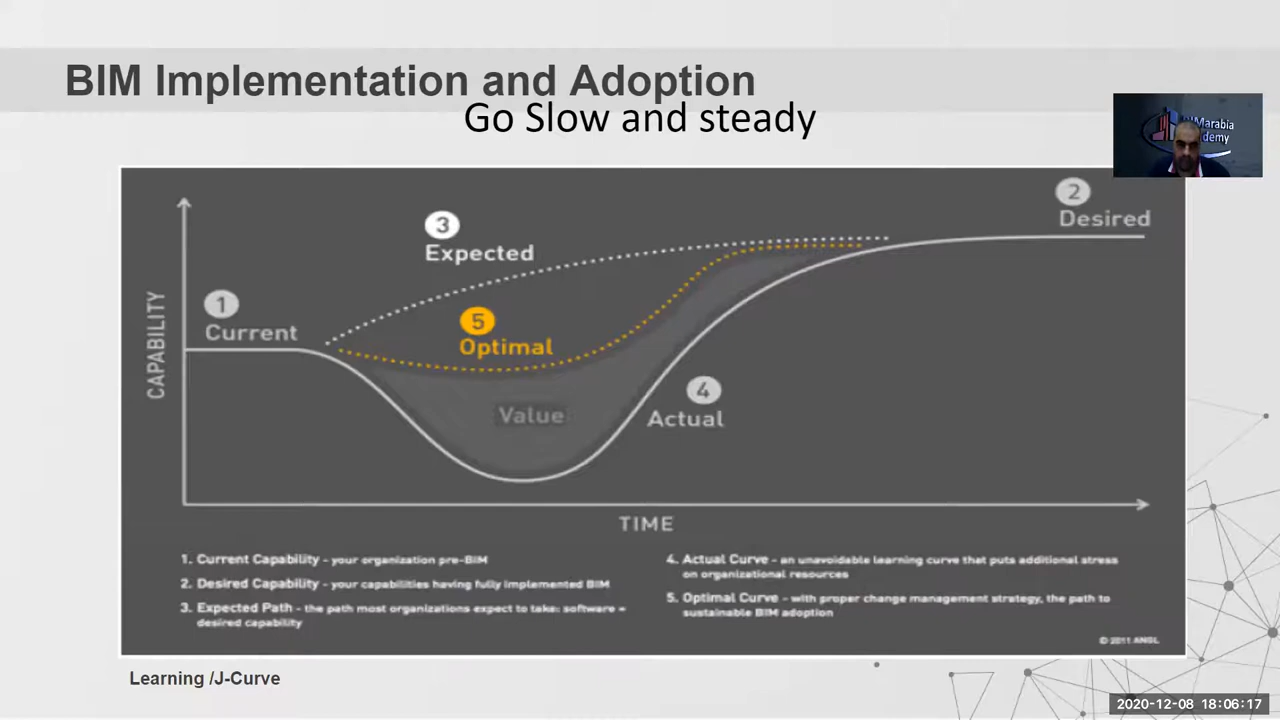 BIM Implementation and Adoption
Go Slow and steady
Marabia
demy
2
Desired
3
Expected
1
Current
5
Optimal
CAPABILITY
4
Value
Actual
TIME
1. Current Capability - your organization pre-BIM
2. Desired Capability - your capabilities having fully implemented BIM
3. Expected Path - the path most organizations expect to take: software =
desired capability
4. Actual Curve - an unavoidable learning curve that puts additional stress
on organizational resources
5. Optimal Curve - with proper change management strategy, the path to
sustainable BIM adoption
© 2011 ANGL
Learning /J-Curve
2020-12-08 18:06:17